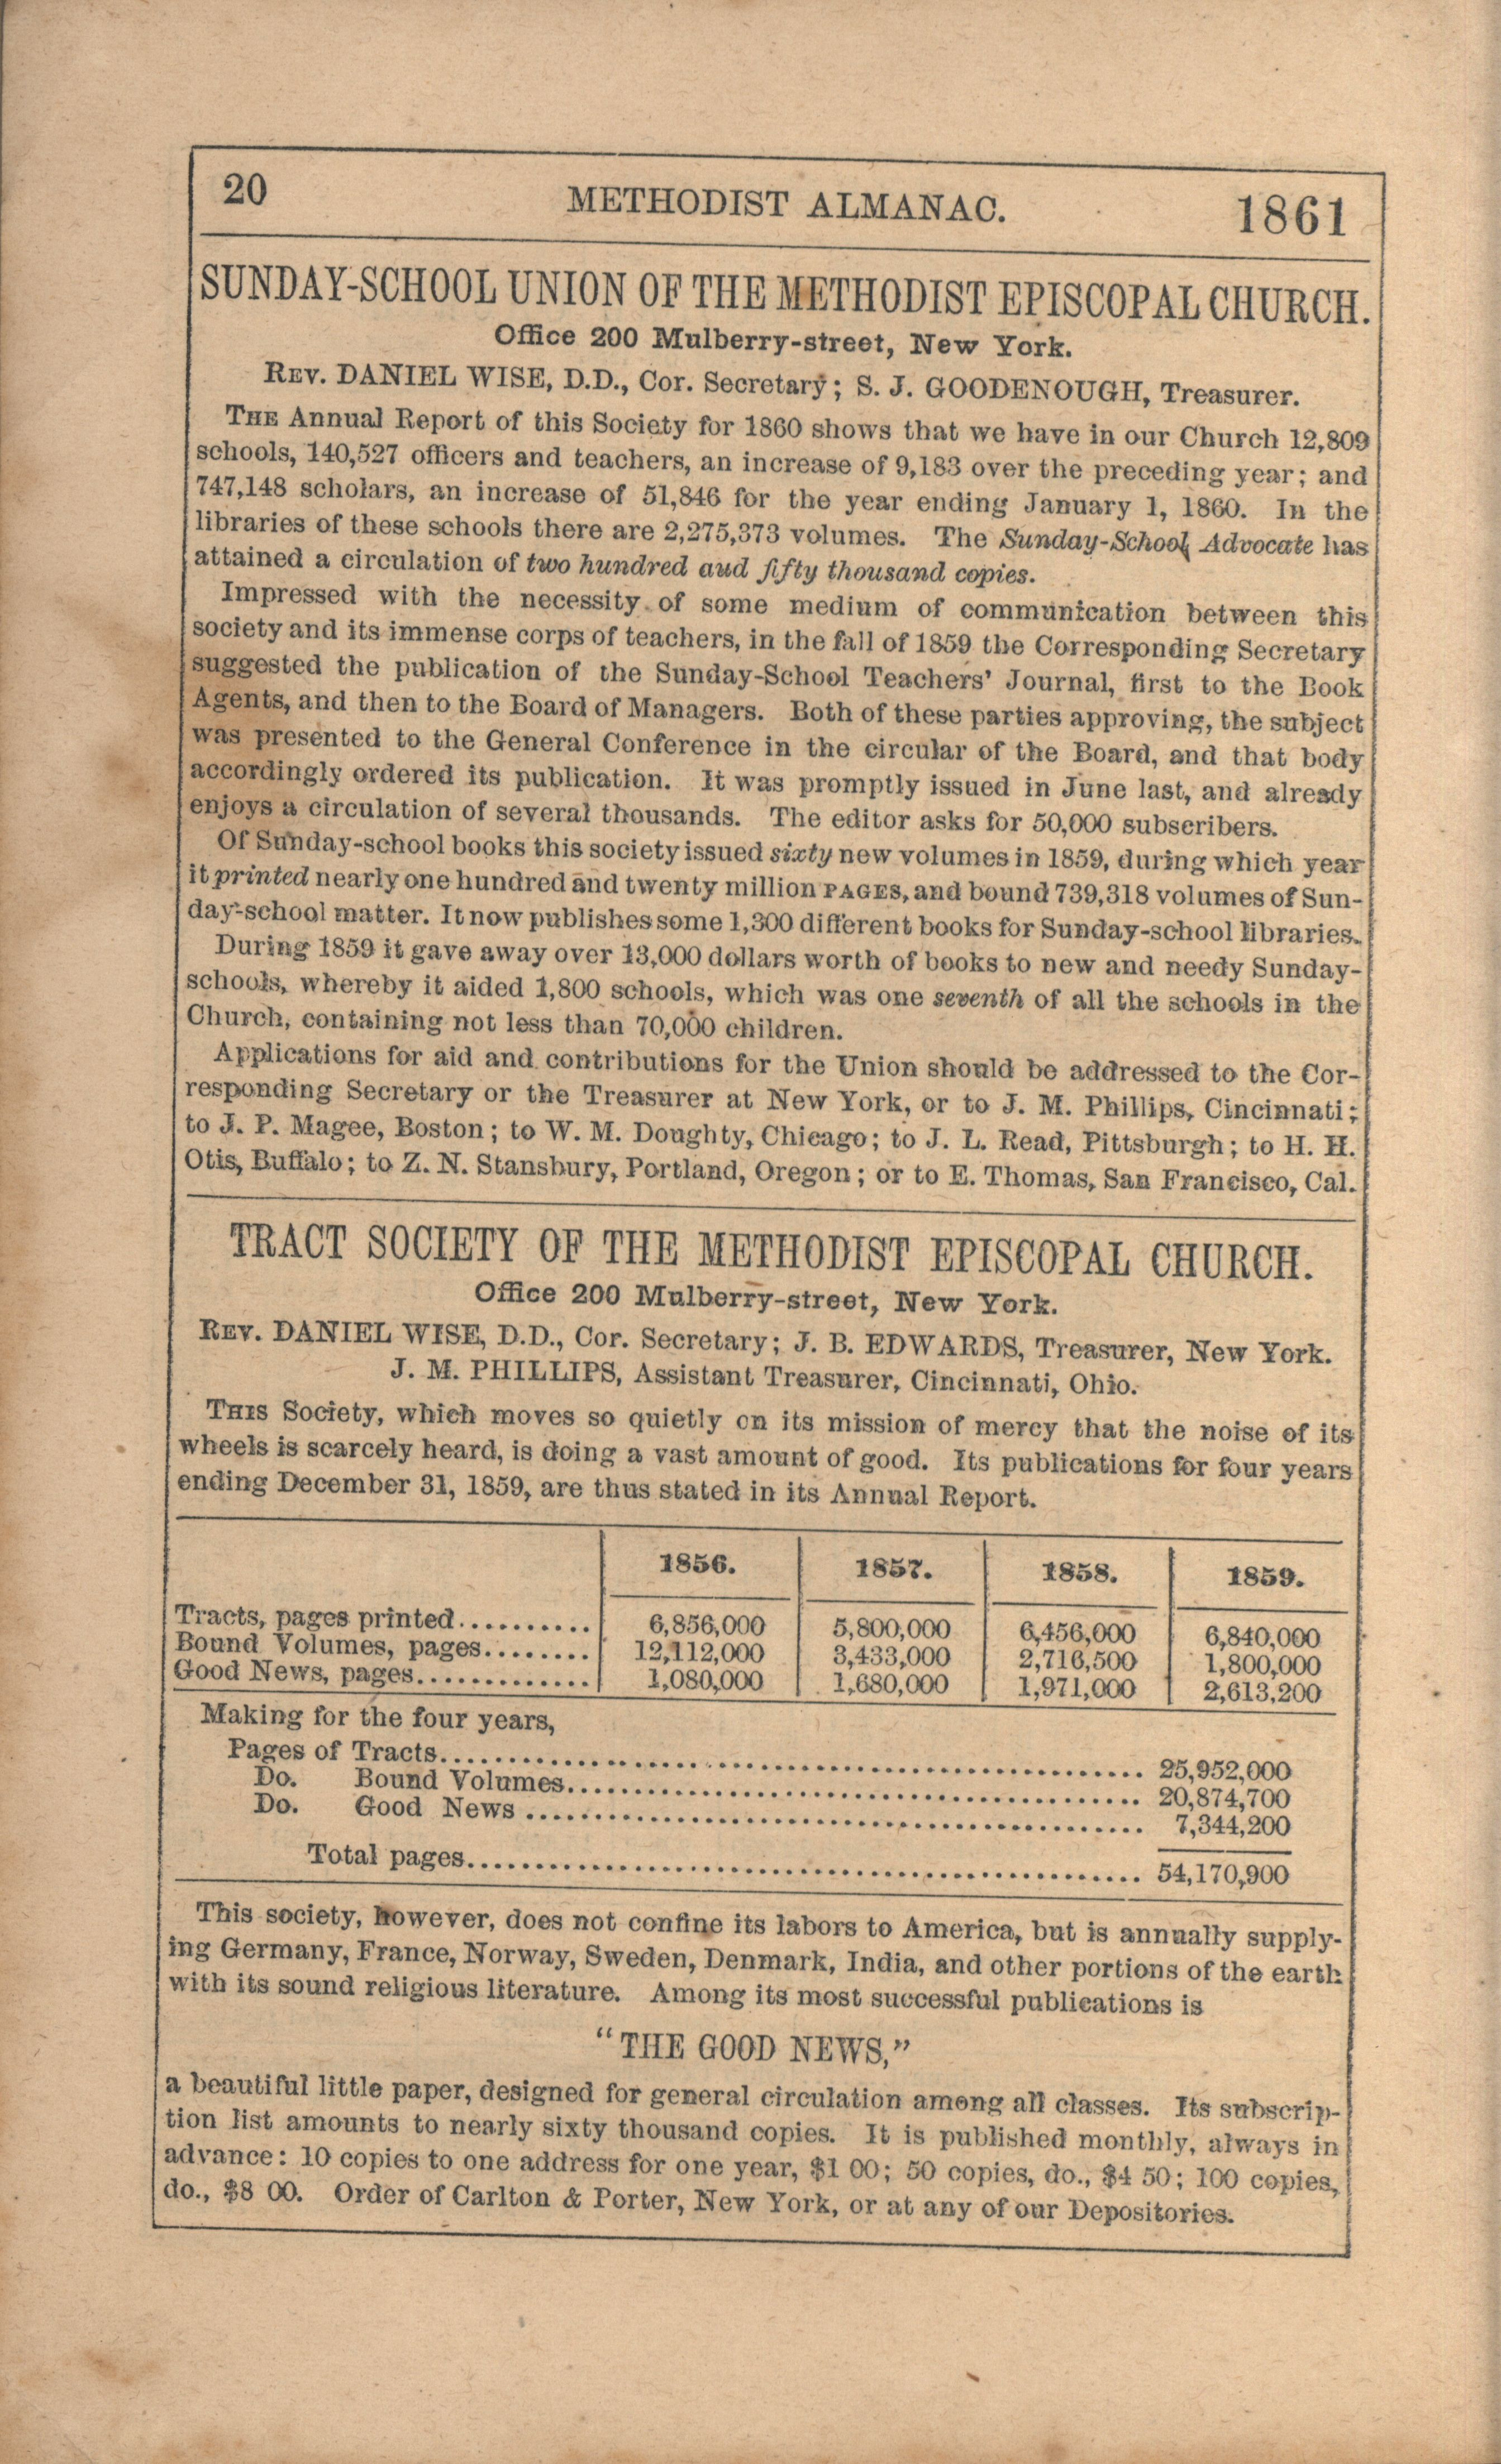 20 METHODIST ALMANAC. 1861
SUNDAY-SCHOOL UNION OF THE METHODIST EPISCOPAL CHURCH.
Office 200 Mulberry-street, New York.
Rev. DANIEL WISE, D.D., Cor. Secretary; S. J. GOODENOUGH, Treasurer.
The Annual Report of this Society for 1860 shows that we have in our Church 12,809
schools, 140,527 officers and teachers, an increase of 9,183 over the preceding year; and
747,148 scholars, an increase of 51,846 for the year ending January 1, 1860. In the
libraries of these schools there are 2,275,373 volumes. The Sunday-School Advocate has
attained a circulation of two hundred aud fifty thousand copies.
Impressed with the necessity of some medium of communication between this
society and its immense corps of teachers, in the fall of 1859 the Corresponding Secretary
suggested the publication of the Sunday-School Teachers' Journal, first to the Book
Agents, and then to the Board of Managers. Both of these parties approving, the subject
was presented to the General Conference in the circular of the Board, and that body
accordingly ordered its publication. It was promptly issued in June last, and already
enjoys a circulation of several thousands. The editor asks for 50,000 subscribers.
Of Sunday-school books this society issued sixty new volumes in 1859, during which year
it printed nearly one hundred and twenty million PAGES, and bound 739,318 volumes of Sun-
day-school matter. It now publishes some 1,300 different books for Sunday-school libraries.
During 1859 it gave away over 13,000 dollars worth of books to new and needy Sunday-
schools, whereby it aided 1,800 schools, which was one seventh of all the schools in the
Church, containing not less than 70,000 children.
Applications for aid and contributions for the Union should be addressed to the Cor-
responding Secretary or the Treasurer at New York, or to J. M. Phillips, Cincinnati;
to J. P. Magee, Boston; to W. M. Doughty, Chicago; to J. L. Read, Pittsburgh; to H. H.
Otis, Buffalo; to Z. N. Stansbury, Portland, Oregon; or to E. Thomas, San Francisco, Cal.
TRACT SOCIETY OF THE METHODIST EPISCOPAL CHURCH.
Office 200 Mulberry-street, New York.
Rev. DANIEL WISE, D.D., Cor. Secretary; J. B. EDWARDS, Treasurer, New York.
J. M. PHILLIPS, Assistant Treasurer, Cincinnati, Ohio.
This Society, which moves so quietly on its mission of mercy that the noise of its
wheels is scarcely heard, is doing a vast amount of good. Its publications for four years
ending December 31, 1859, are thus stated in its Annual Report.
1856. 1857. 1858. 1859.
Tracts, pages printed.......... 6,856,000 5,800,000 6,456,000 6,840,000
Bound Volumes, pages........ 12,112,000 3,433,000 2,716,500 1,800,000
Good News, pages............. 1,080,000 1,680,000 1,971,000 2,613,200
Making for the four years,
Pages of Tracts.................................................... 25,952,000
Do. Bound Volumes.......................................... 20,874,700
Do. Good News ............................................. 7,344,200
Total pages.................................................. 54,170,900
This society, however, does not confine its labors to America, but is annually supply-
ing Germany, France, Norway, Sweden, Denmark, India, and other portions of the earth
with its sound religious literature. Among its most successful publications is
"THE GOOD NEWS,"
a beautiful little paper, designed for general circulation among all classes. Its subscrip-
tion list amounts to nearly sixty thousand copies. It is published monthly, always in
advance: 10 copies to one address for one year, $1 00; 50 copies, do., $4 50; 100 copies,
do., $8 00. Order of Carlton & Porter, New York, or at any of our Depositories.